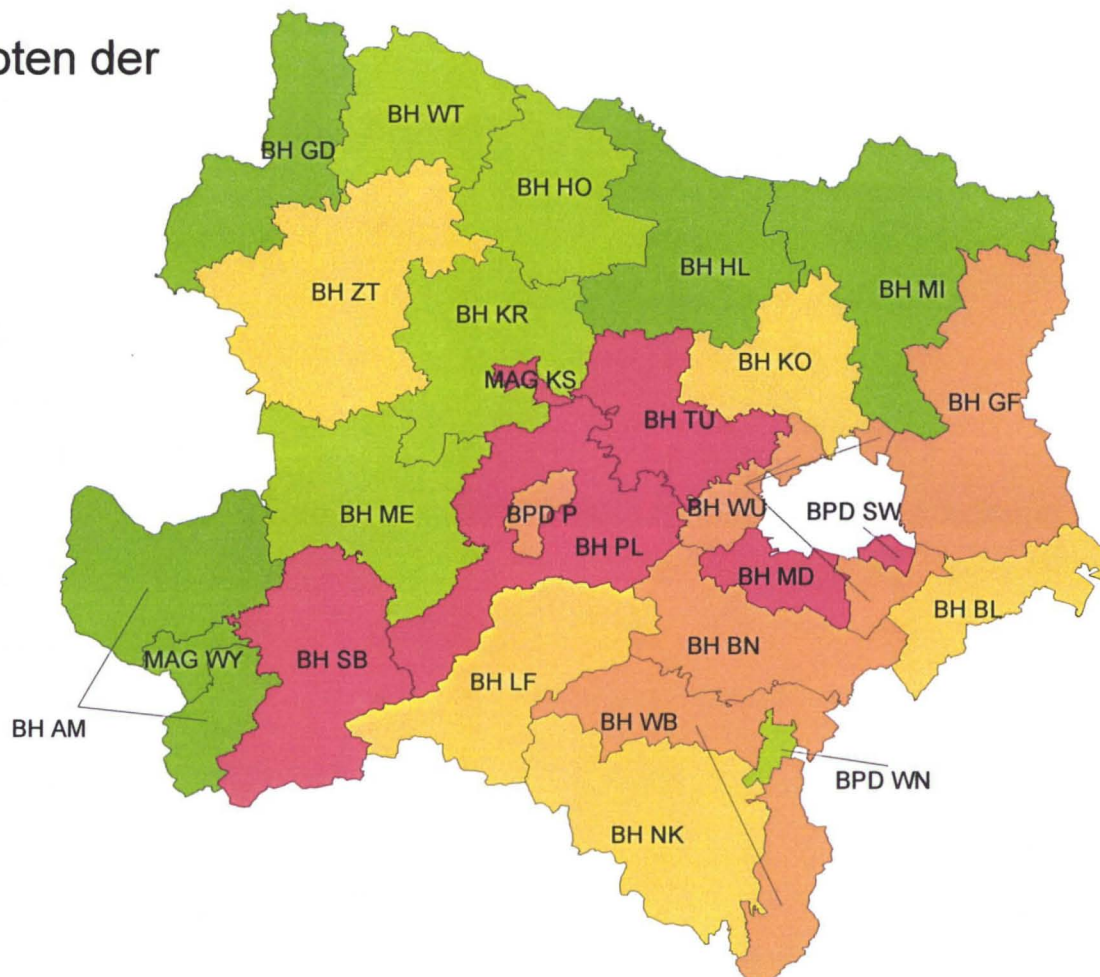 oten der
BH WT
BH GD
BH HO
BH HL
BH ZT
BH MI
BH KR
BH KO
MAG KS
BH GF
BH TU
BH ME
BPD P
BH WU
BPD SW
BH PL
BH MD
BH BL
BH BN
MAG WY
BH SB
BH LF
BH AM
BH WB
BPD WN
BH NK